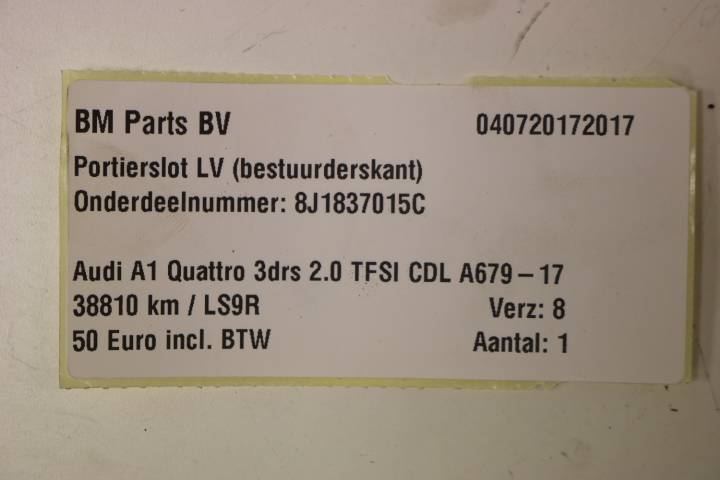 BM Parts BV 040720172017
Portierslot LV (bestuurderskant)
Onderdeelnummer: 8J1837015C
Audi A1 Quattro 3drs 2.0 TFSI CDL A679-17
38810 km / LS9R Verz: 8
50 Euro incl. BTW Aantal: 1